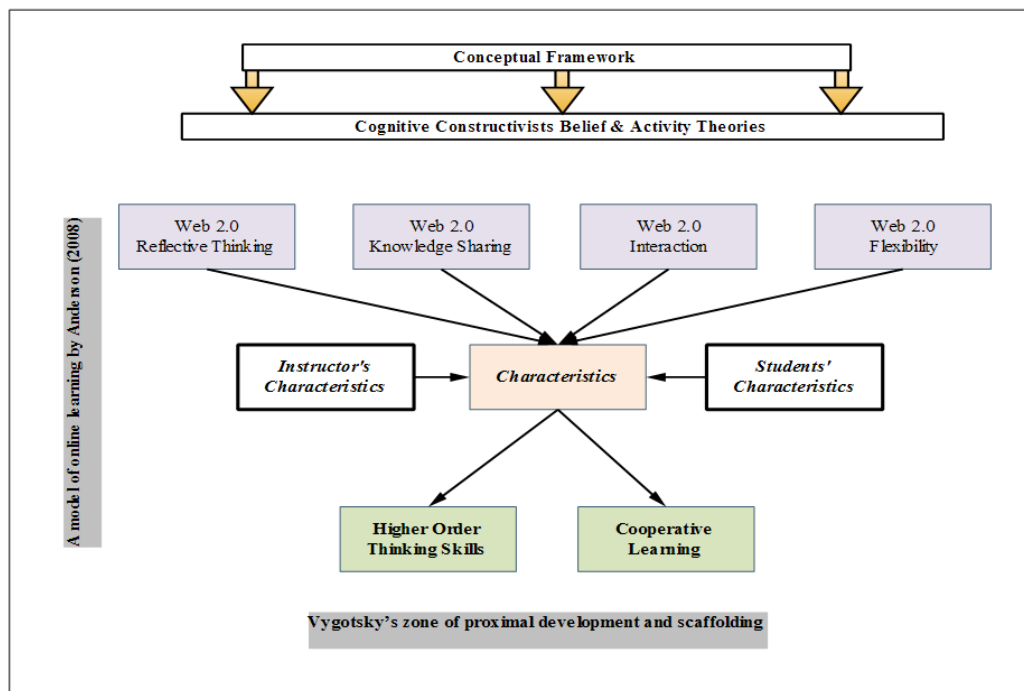 Conceptual Framework
Cognitive Constructivists Belief & Activity Theories
A model of online learning by Anderson (2008)
Web 2.0
Reflective Thinking
Web 2.0
Knowledge Sharing
Web 2.0
Interaction
Web 2.0
Flexibility
Instructor's
Characteristics
Characteristics
Students'
Characteristics
Higher Order
Thinking Skills
Cooperative
Learning
Vygotsky’s zone of proximal development and scaffolding